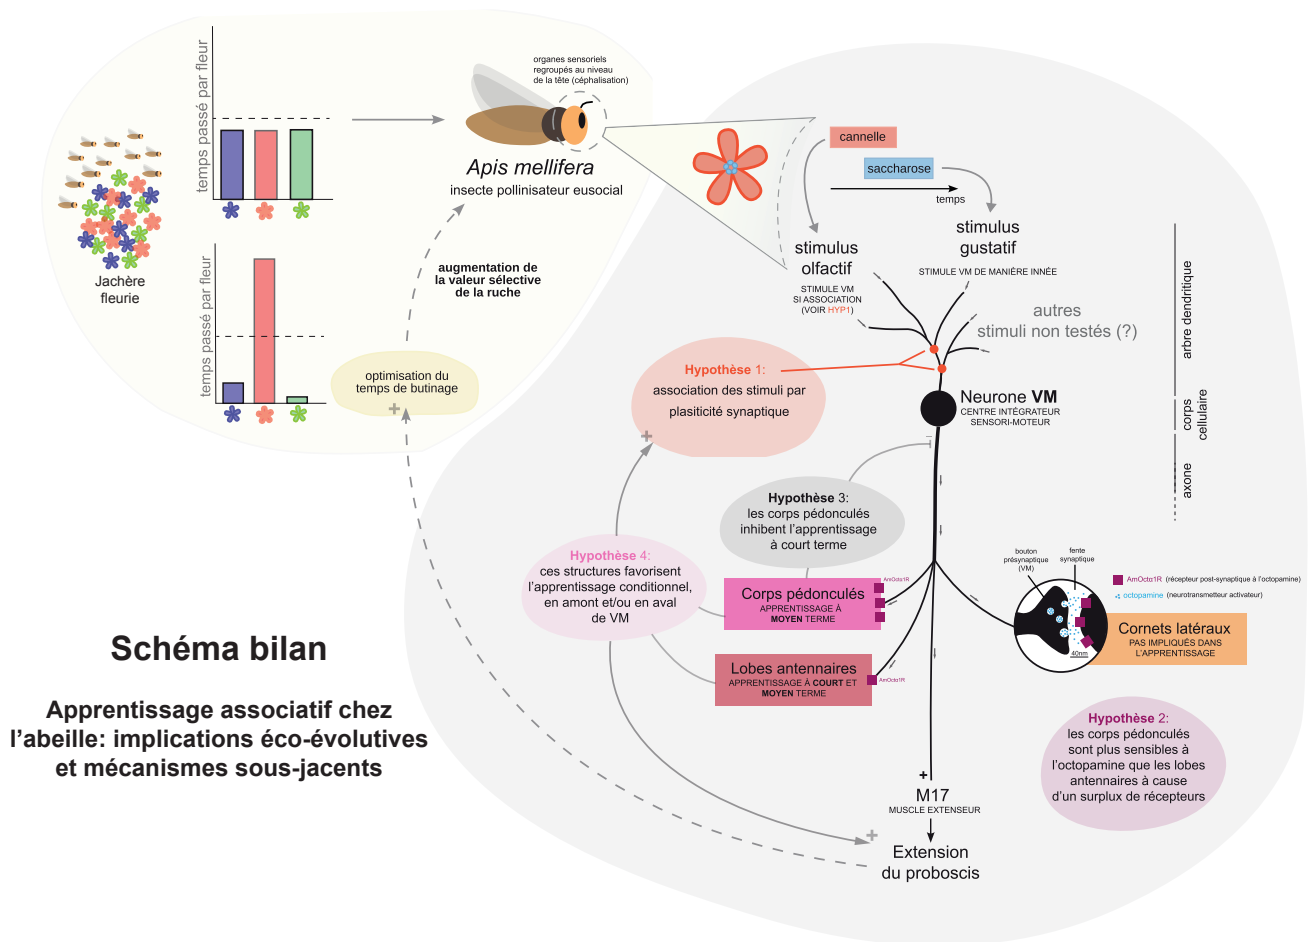 temps passé par fleur
organes sensoriels
regroupés au niveau
de la tête (céphalisation)
Apis mellifera
insecte pollinisateur eusocial
Jachère
fleurie
temps passé par fleur
augmentation de
la valeur sélective
de la ruche
optimisation du
temps de butinage
+
cannelle
saccharose
temps
stimulus
olfactif
STIMULE VM
SI ASSOCIATION
(VOIR HYP1)
stimulus
gustatif
STIMULE VM DE MANIÈRE INNÉE
autres
stimuli non testés (?)
arbre dendritique
corps
cellulaire
axone
Hypothèse 1:
association des stimuli par
plasiticité synaptique
+
Neurone VM
CENTRE INTÉGRATEUR
SENSORI-MOTEUR
Hypothèse 3:
les corps pédonculés
inhibent l'apprentissage
à court terme
Hypothèse 4:
ces structures favorisent
l'apprentissage conditionnel,
en amont et/ou en aval
de VM
AmOctα1R
Corps pédonculés
APPRENTISSAGE À
MOYEN TERME
Lobes antennaires
APPRENTISSAGE À COURT ET
MOYEN TERME
AmOctα1R
bouton
présynaptique
(VM)
fente
synaptique
AmOctα1R (récepteur post-synaptique à l'octopamine)
octopamine (neurotransmetteur activateur)
40nm
Cornets latéraux
PAS IMPLIQUÉS DANS
L'APPRENTISSAGE
Hypothèse 2:
les corps pédonculés
sont plus sensibles à
l'octopamine que les lobes
antennaires à cause
d'un surplux de récepteurs
+
M17
MUSCLE EXTENSEUR
+
Extension
du proboscis
Schéma bilan
Apprentissage associatif chez
l'abeille: implications éco-évolutives
et mécanismes sous-jacents